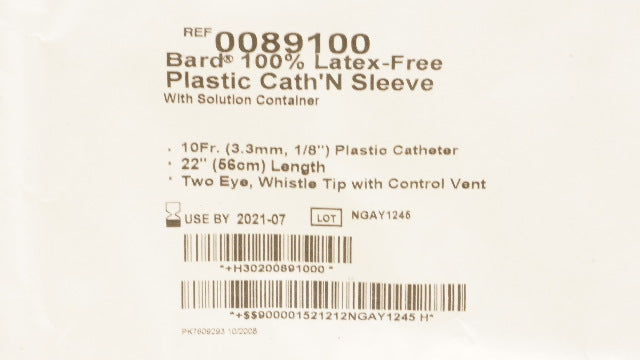 REF 0089100
Bard® 100% Latex-Free
Plastic Cath'N Sleeve
With Solution Container
· 10Fr. (3.3mm, 1/8") Plastic Catheter
· 22" (56cm) Length
· Two Eye, Whistle Tip with Control Vent
USE BY 2021-07 LOT NGAY1245
*+H30200891000 *
*+$$900001521212NGAY1245 H*
PK7609293 10/2008